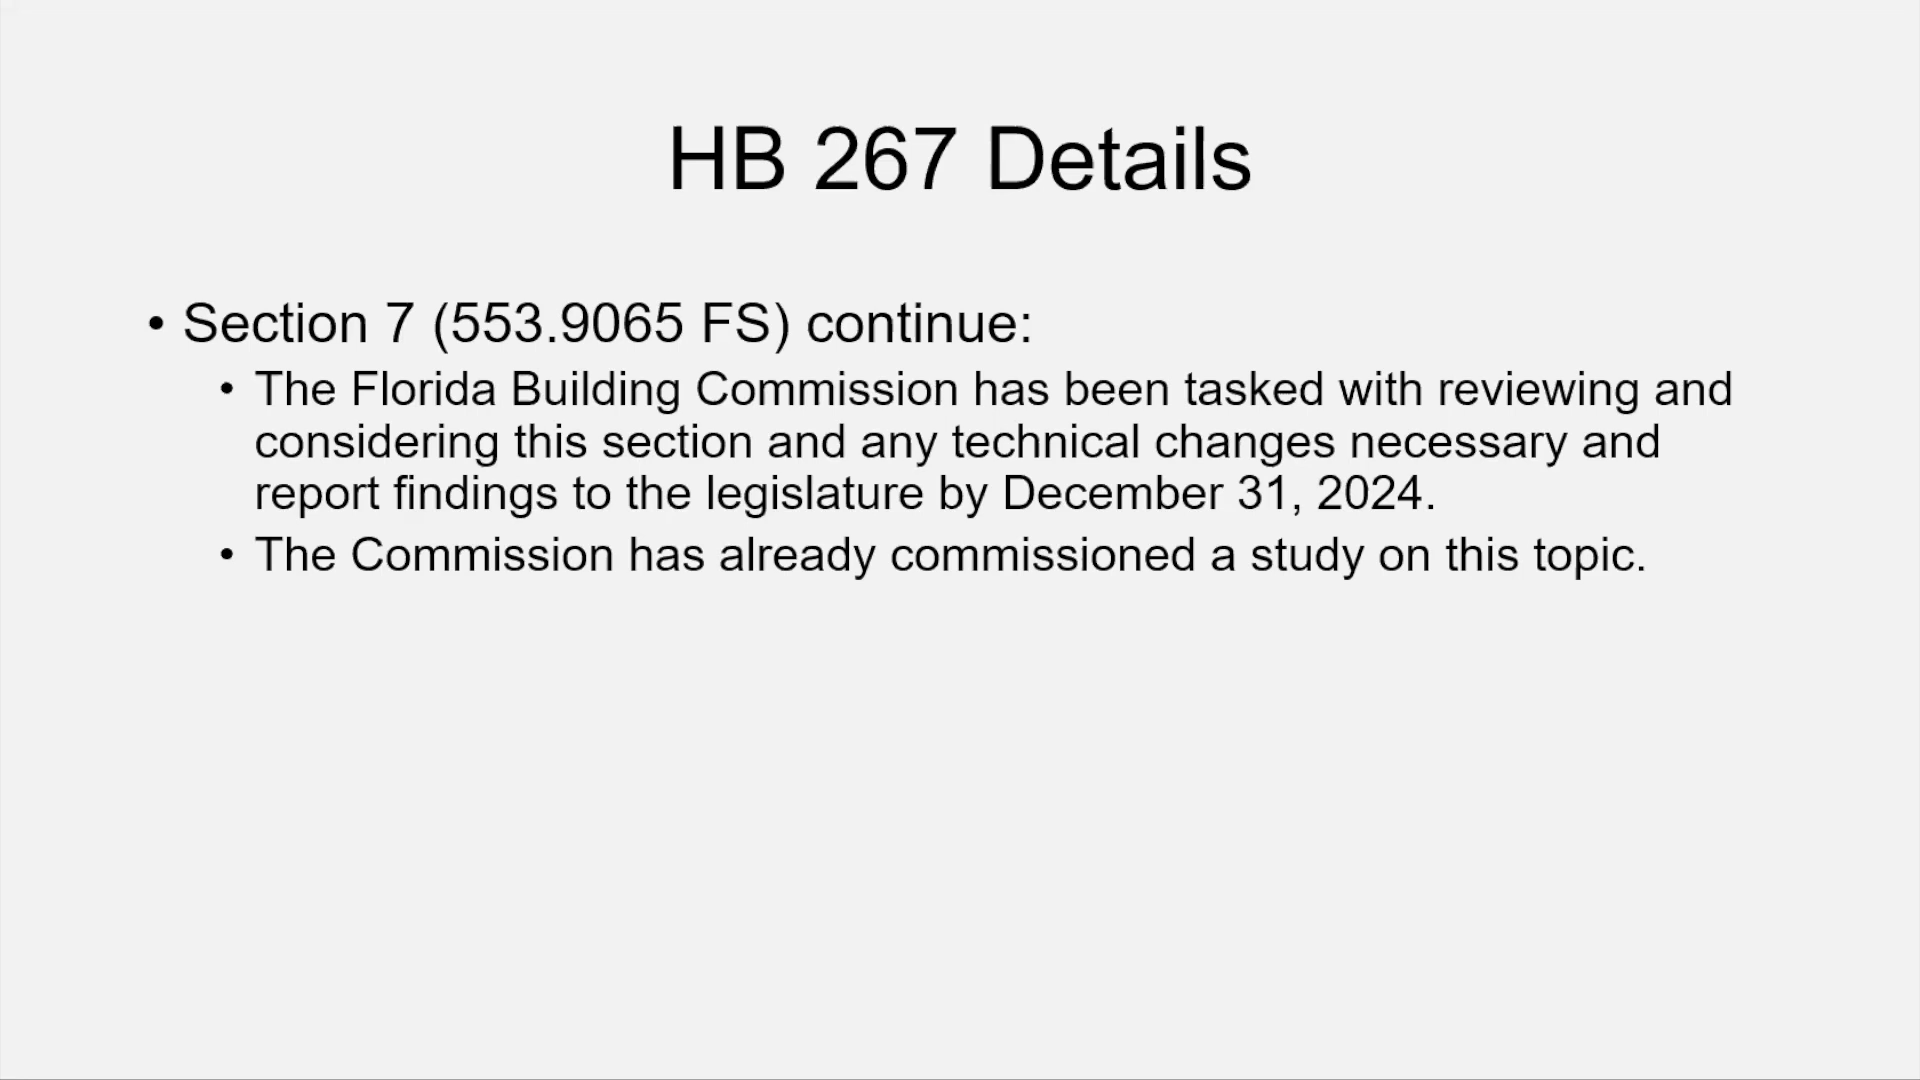 HB 267 Details
• Section 7 (553.9065 FS) continue:
• The Florida Building Commission has been tasked with reviewing and
considering this section and any technical changes necessary and
report findings to the legislature by December 31, 2024.
• The Commission has already commissioned a study on this topic.